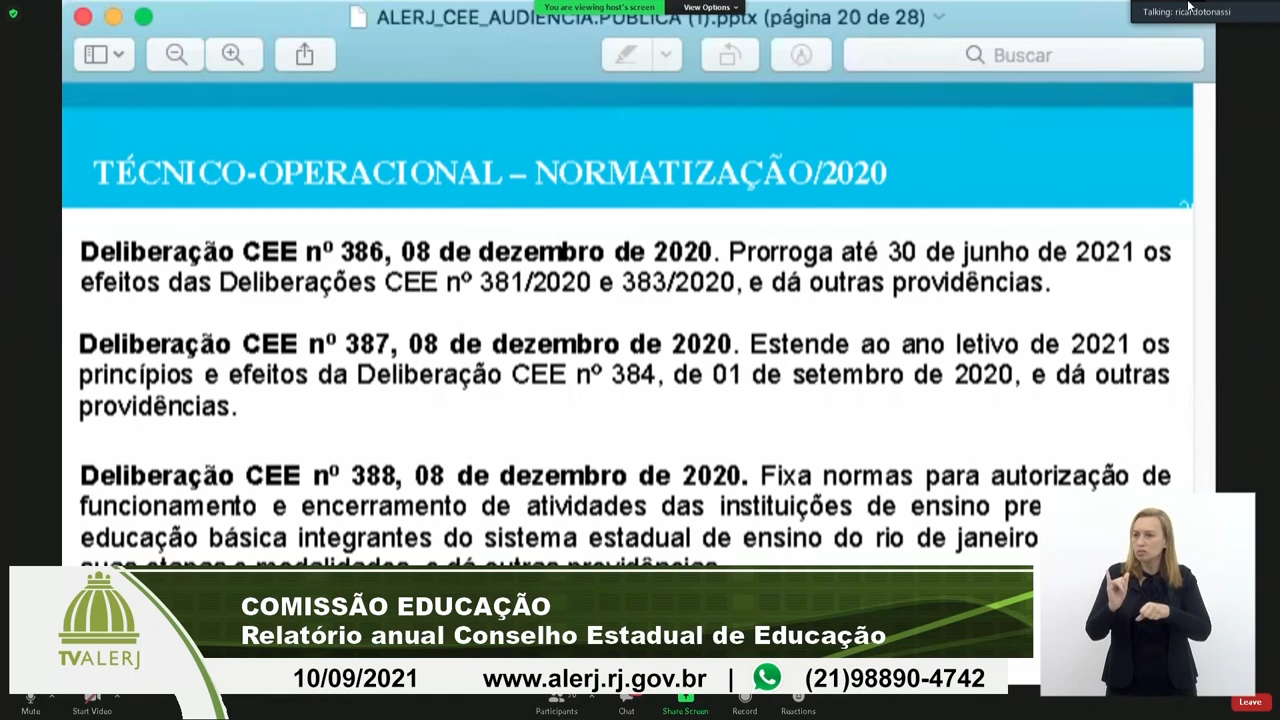 You are viewing host's screen
View Options
Talking: ricardotonassi
ALERJ_CEE_AUDIENCIA.PUBLICA (1).pptx (página 20 de 28)
Buscar
TÉCNICO-OPERACIONAL – NORMATIZAÇÃO/2020
Deliberação CEE nº 386, 08 de dezembro de 2020. Prorroga até 30 de junho de 2021 os
efeitos das Deliberações CEE nº 381/2020 e 383/2020, e dá outras providências.
Deliberação CEE nº 387, 08 de dezembro de 2020. Estende ao ano letivo de 2021 os
princípios e efeitos da Deliberação CEE nº 384, de 01 de setembro de 2020, e dá outras
providências.
Deliberação CEE nº 388, 08 de dezembro de 2020. Fixa normas para autorização de
funcionamento e encerramento de atividades das instituições de ensino pre
educação básica integrantes do sistema estadual de ensino do rio de janeiro
suas etapas e modalidades, e dá outras providências.
COMISSÃO EDUCAÇÃO
Relatório anual Conselho Estadual de Educação
TVALERJ
10/09/2021 www.alerj.rj.gov.br | (21)98890-4742
Mute Start Video Participants Chat Share Screen Record Reactions Leave